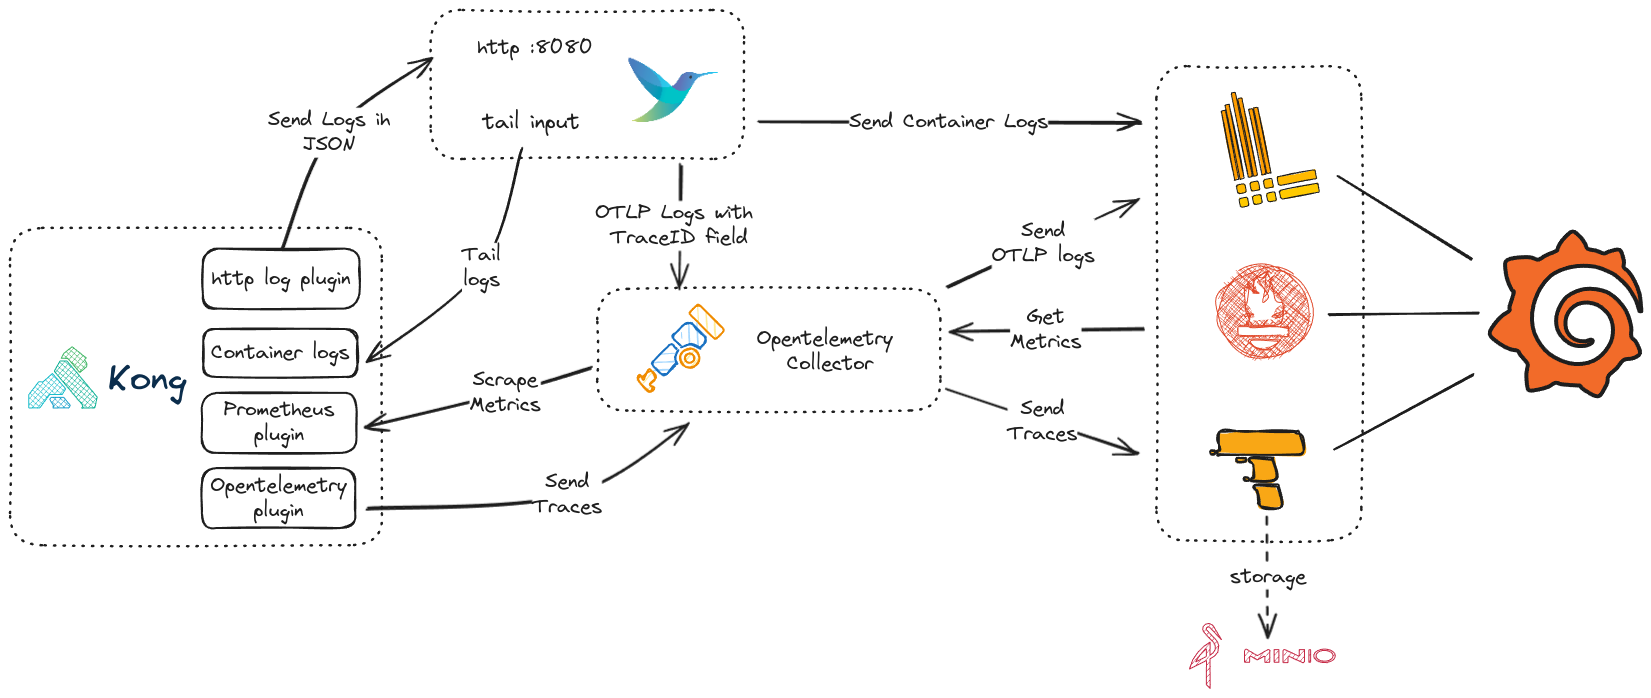 http :8080
tail input
Send Logs in
JSON
Send Container Logs
OTLP Logs with
TraceID field
Tail
logs
Send
OTLP logs
http log plugin
Container logs
Kong
Prometheus
plugin
Opentelemetry
plugin
Opentelemetry
Collector
Get
Metrics
Scrape
Metrics
Send
Traces
Send
Traces
storage
MINIO